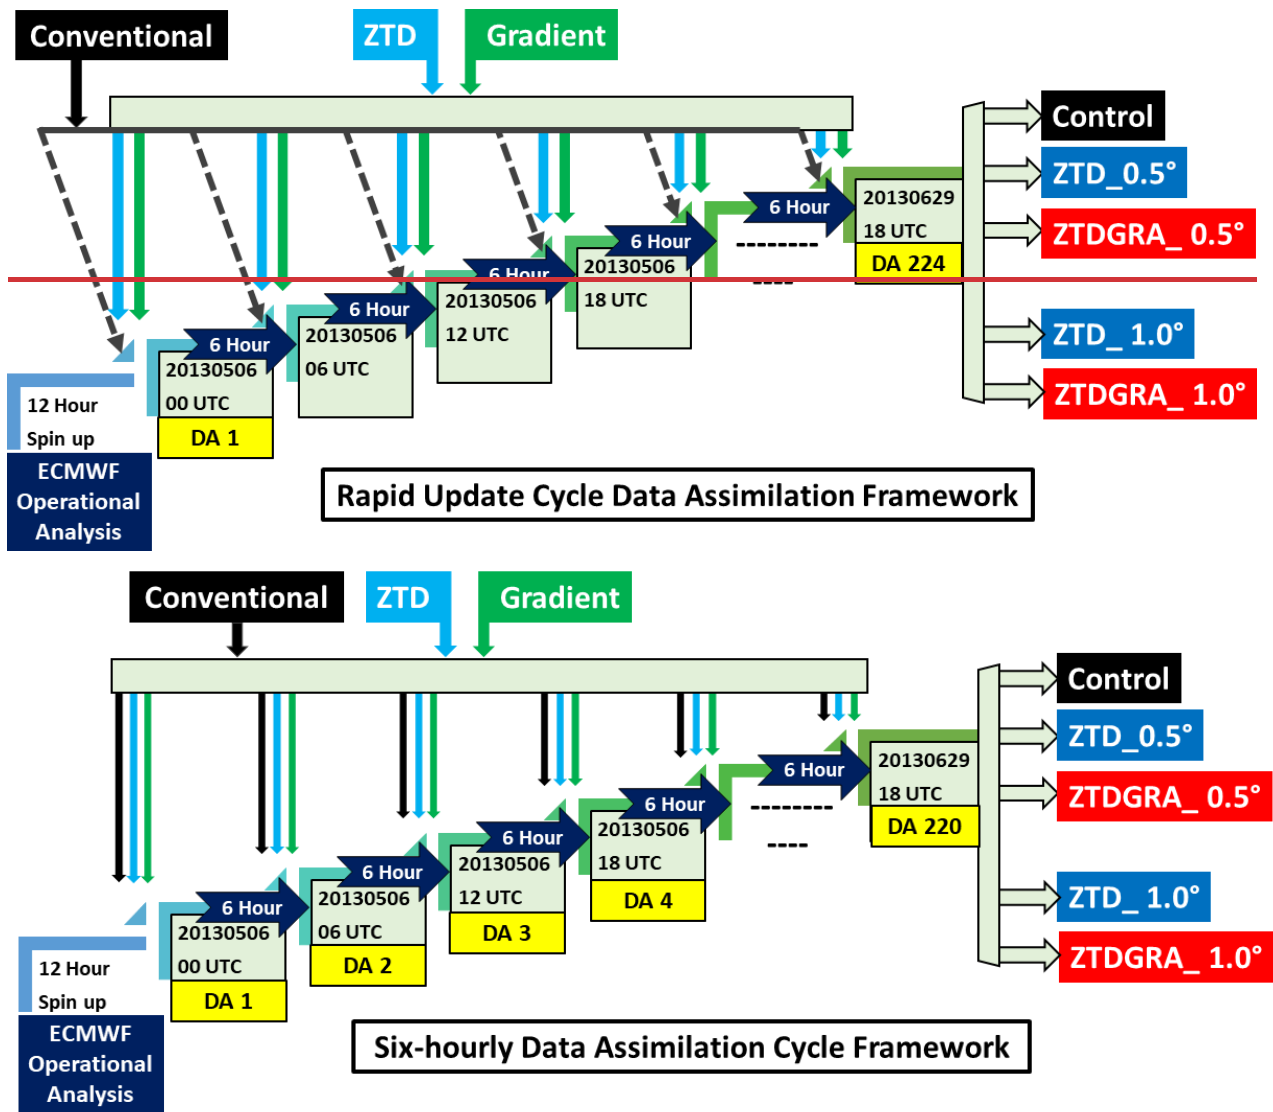 Conventional
ZTD
Gradient
Control
ZTD_0.5°
ZTDGRA_ 0.5°
ZTD_ 1.0°
ZTDGRA_ 1.0°
6 Hour
20130629
18 UTC
DA 224
6 Hour
20130506
18 UTC
6 Hour
20130506
12 UTC
6 Hour
20130506
06 UTC
6 Hour
20130506
00 UTC
DA 1
12 Hour
Spin up
ECMWF
Operational
Analysis
Rapid Update Cycle Data Assimilation Framework
Conventional
ZTD
Gradient
Control
ZTD_0.5°
ZTDGRA_ 0.5°
ZTD_ 1.0°
ZTDGRA_ 1.0°
6 Hour
20130629
18 UTC
DA 220
6 Hour
20130506
18 UTC
DA 4
6 Hour
20130506
12 UTC
DA 3
6 Hour
20130506
06 UTC
DA 2
6 Hour
20130506
00 UTC
DA 1
12 Hour
Spin up
ECMWF
Operational
Analysis
Six-hourly Data Assimilation Cycle Framework